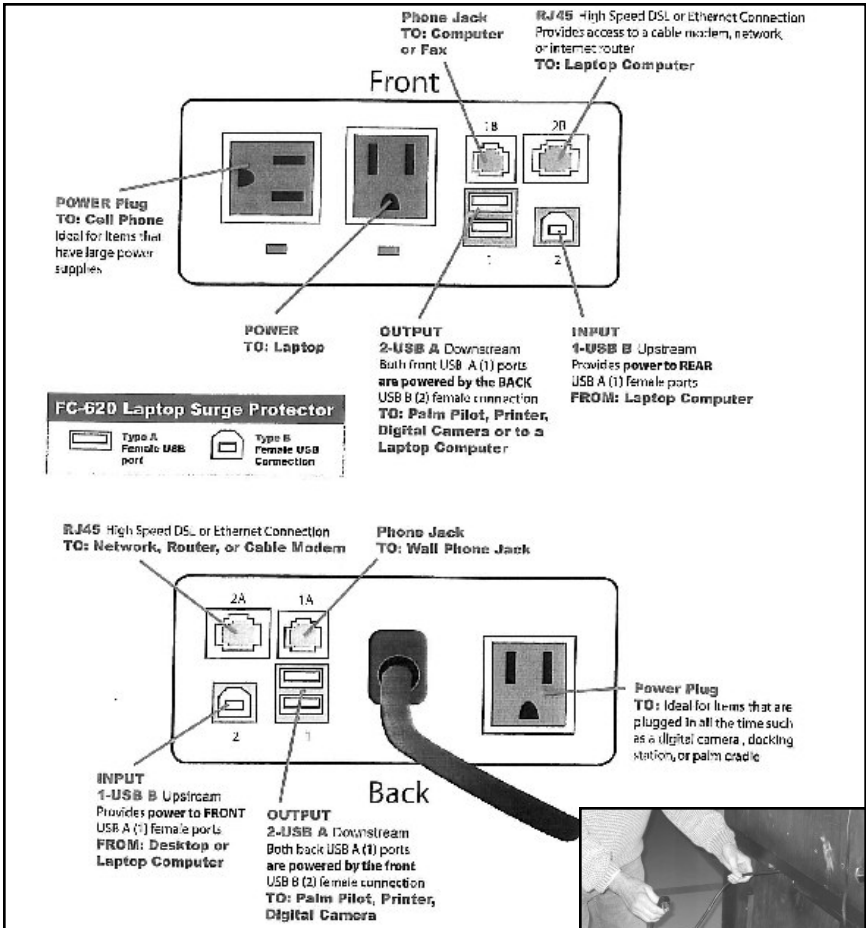 Phone Jack
TO: Computer
or Fax
RJ45 High Speed DSL or Ethernet Connection
Provides access to a cable modem, network,
or internet router
TO: Laptop Computer
Front
1B
2B
POWER Plug
TO: Cell Phone
Ideal for items that
have large power
supplies
1
2
POWER
TO: Laptop
OUTPUT
2-USB A Downstream
Both front USB A (1) ports
are powered by the BACK
USB B (2) female connection
TO: Palm Pilot, Printer,
Digital Camera or to a
Laptop Computer
INPUT
1-USB B Upstream
Provides power to REAR
USB A (1) female ports
FROM: Laptop Computer
FC-620 Laptop Surge Protector
Type A
Female USB
port
Type B
Female USB
Connection
RJ45 High Speed DSL or Ethernet Connection
TO: Network, Router, or Cable Modem
Phone Jack
TO: Wall Phone Jack
2A
1A
2
1
Power Plug
TO: Ideal for items that are
plugged in all the time such
as a digital camera, docking
station, or palm cradle
Back
INPUT
1-USB B Upstream
Provides power to FRONT
USB A (1) female ports
FROM: Desktop or
Laptop Computer
OUTPUT
2-USB A Downstream
Both back USB A (1) ports
are powered by the front
USB B (2) female connection
TO: Palm Pilot, Printer,
Digital Camera